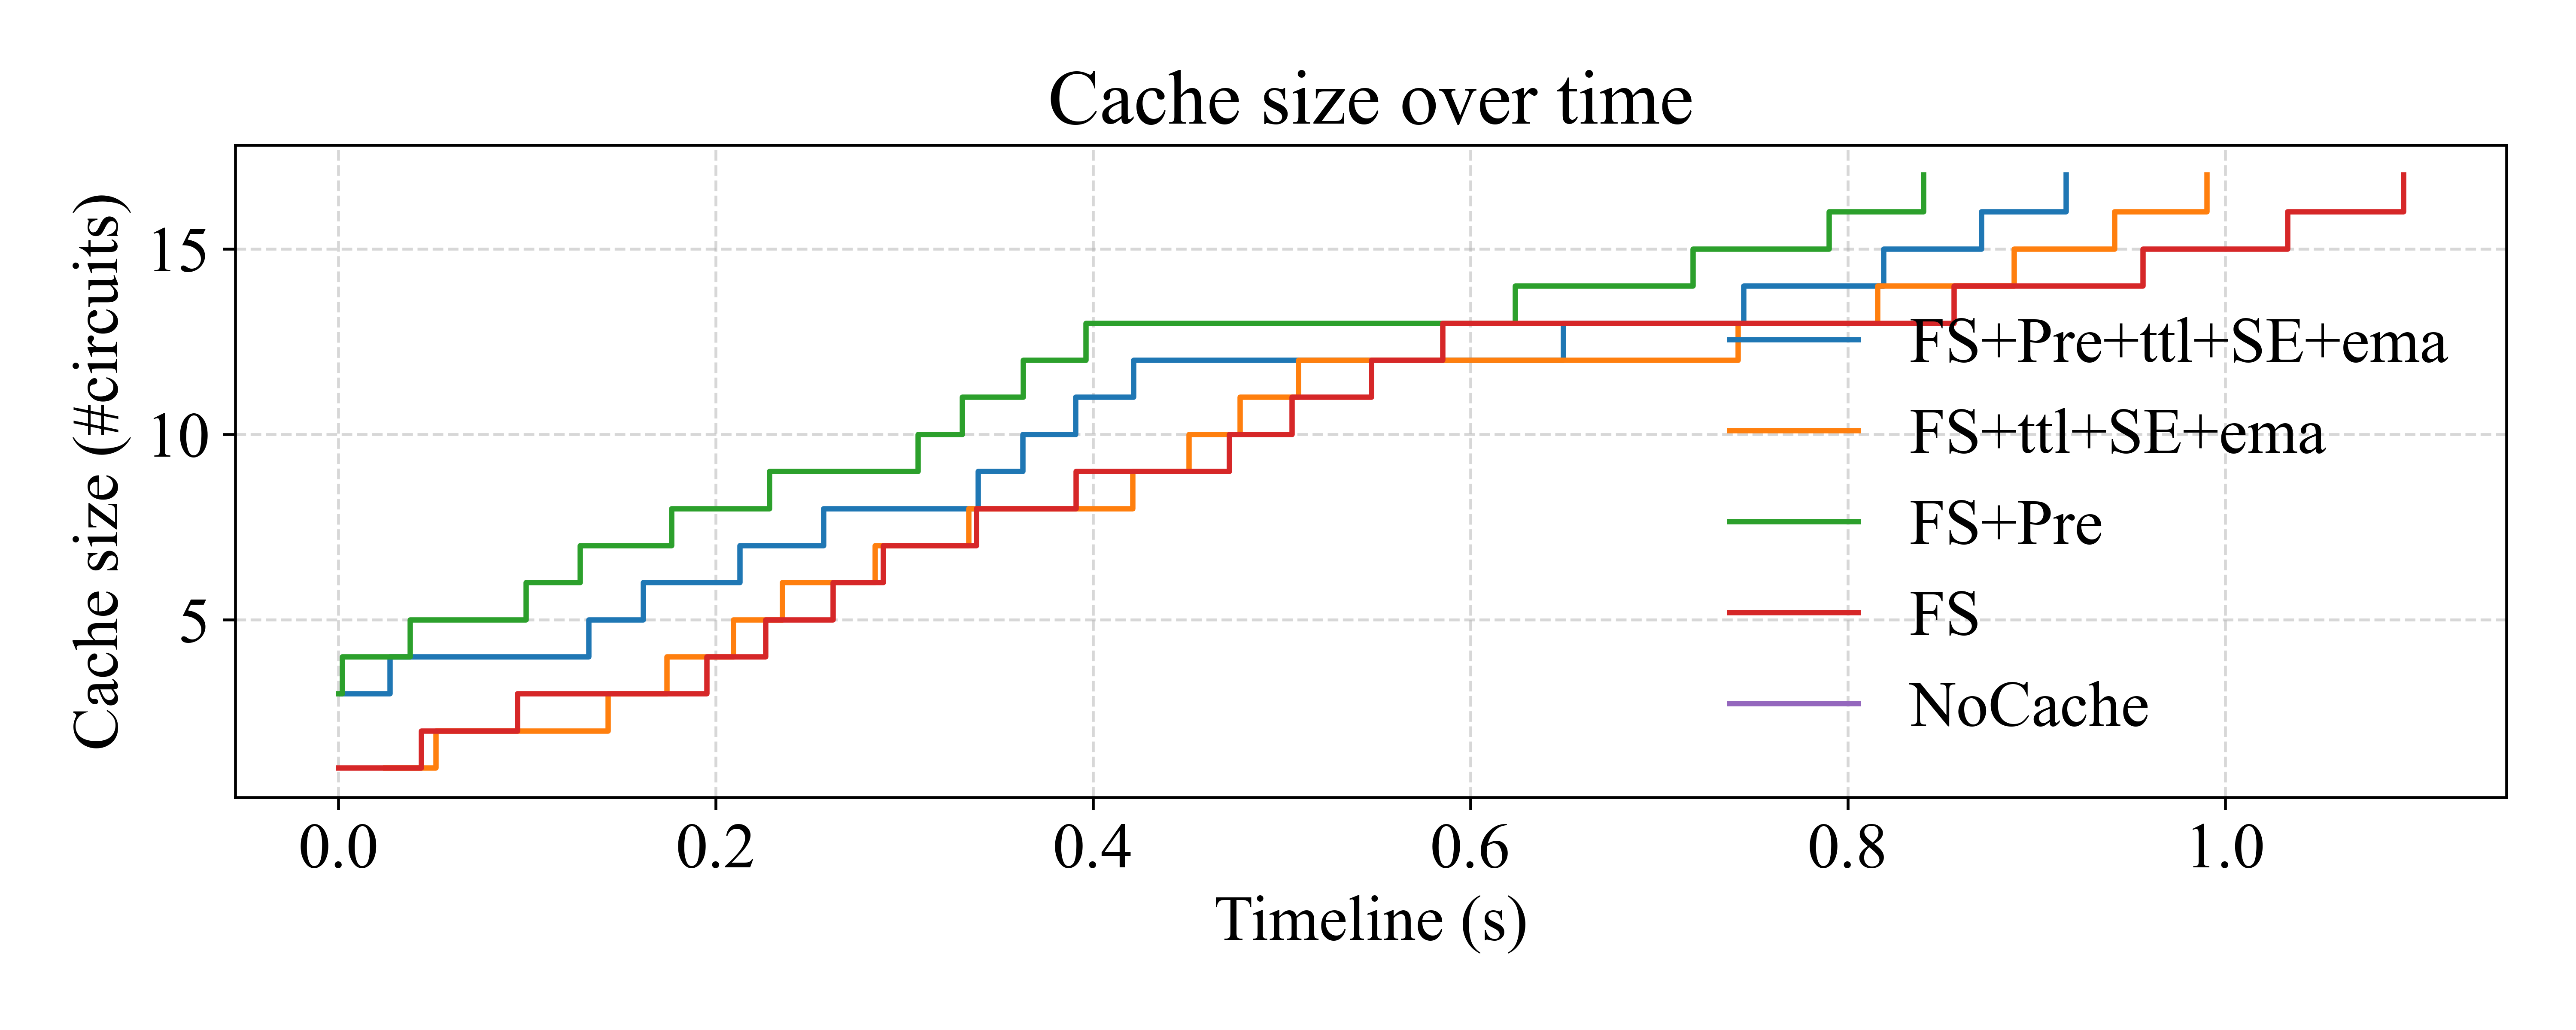 Cache size over time
Cache size (#circuits)
15
10
5
FS+Pre+ttl+SE+ema
FS+ttl+SE+ema
FS+Pre
FS
NoCache
0.0 0.2 0.4 0.6 0.8 1.0
Timeline (s)